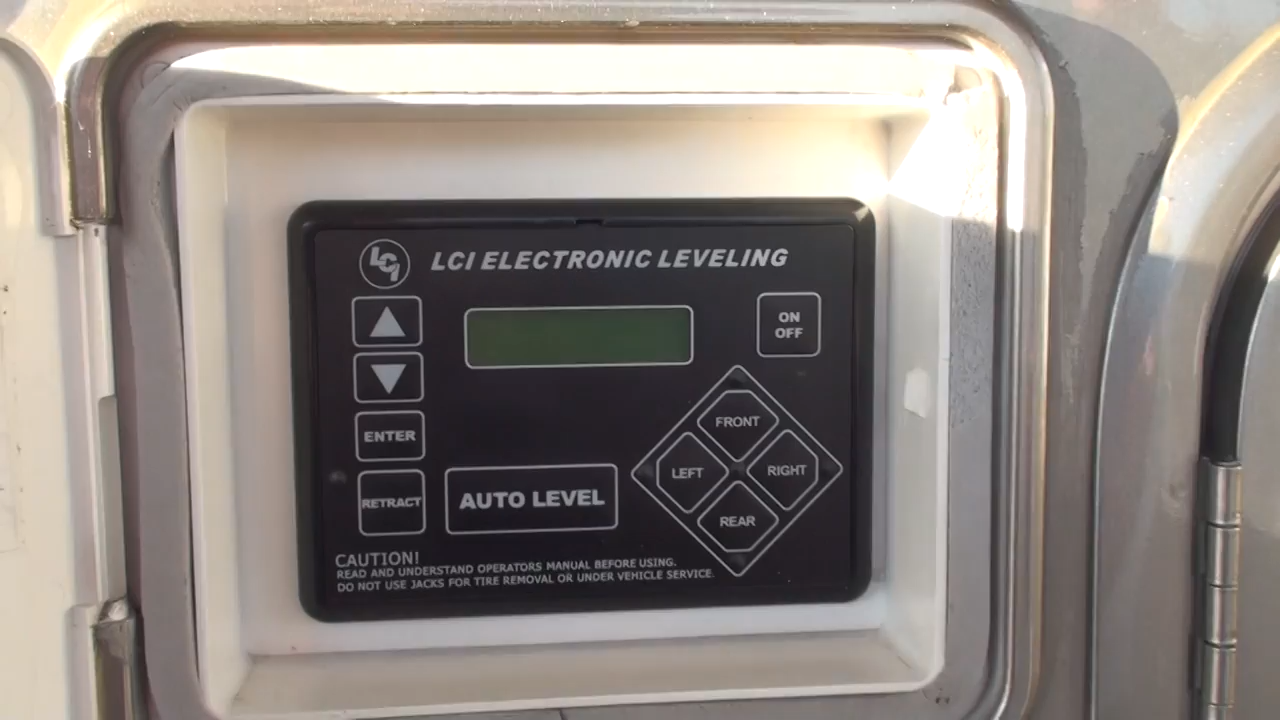 LCI
LCI ELECTRONIC LEVELING
ON
OFF
ENTER
RETRACT
AUTO LEVEL
FRONT
LEFT
RIGHT
REAR
CAUTION!
READ AND UNDERSTAND OPERATORS MANUAL BEFORE USING.
DO NOT USE JACKS FOR TIRE REMOVAL OR UNDER VEHICLE SERVICE.